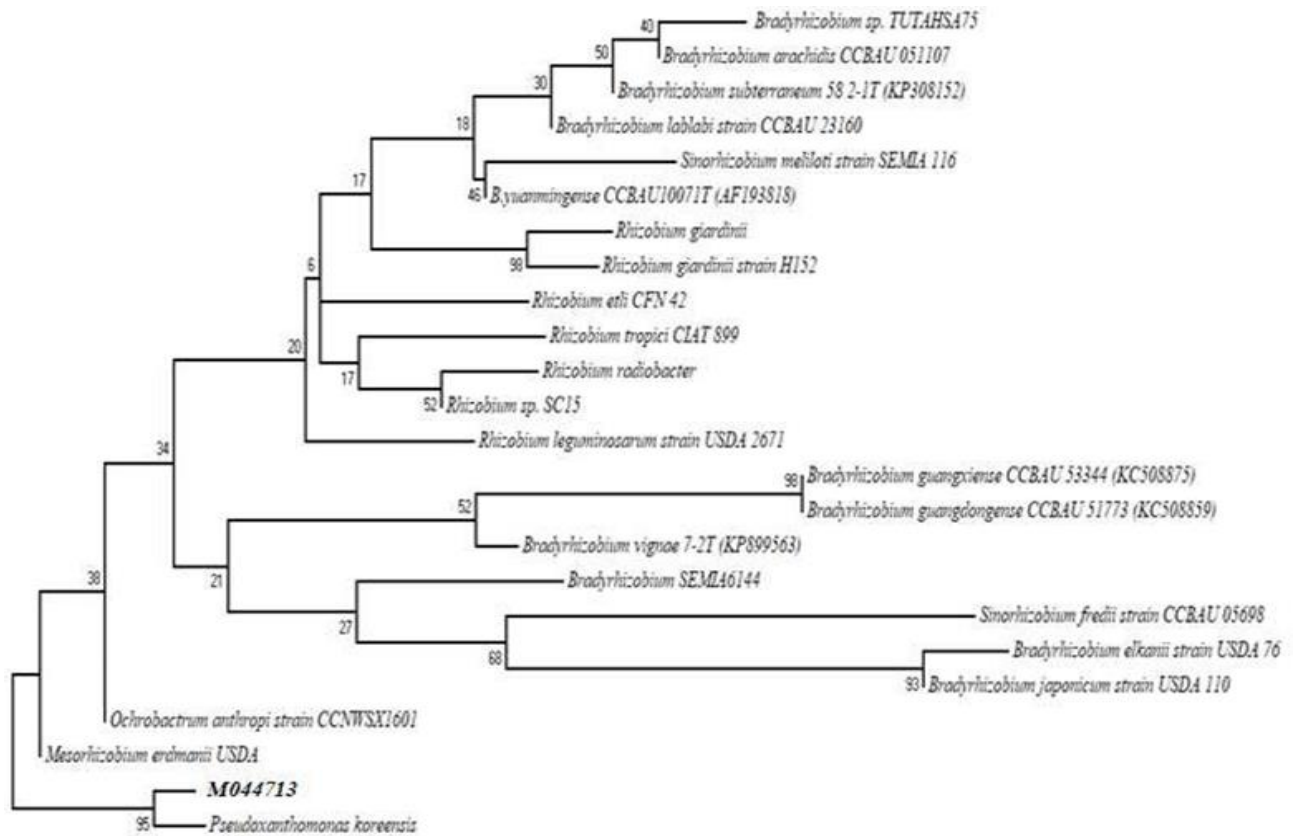 40
Bradyrhizobium sp. TUTAHSA75
50
Bradyrhizobium arachidis CCBAU 051107
30
Bradyrhizobium subterraneum 58 2-1T (KP308152)
18
Bradyrhizobium lablabi strain CCBAU 23160
Sinorhizobium meliloti strain SEMIA 116
17
46
B.yuanmingense CCBAU10071T (AF193818)
Rhizobium giardinii
98
Rhizobium giardinii strain H152
6
Rhizobium etli CFN 42
Rhizobium tropici CIAT 899
20
17
Rhizobium radiobacter
52
Rhizobium sp. SC15
Rhizobium leguminosarum strain USDA 2671
34
98
Bradyrhizobium guangxiense CCBAU 53344 (KC508875)
52
Bradyrhizobium guangdongense CCBAU 51773 (KC508859)
Bradyrhizobium vignae 7-2T (KP899563)
38
21
Bradyrhizobium SEMIA6144
27
Sinorhizobium fredii strain CCBAU 05698
68
Bradyrhizobium elkanii strain USDA 76
93
Bradyrhizobium japonicum strain USDA 110
Ochrobactrum anthropi strain CCNWSX1601
Mesorhizobium erdmanii USDA
M044713
95
Pseudoxanthomonas koreensis